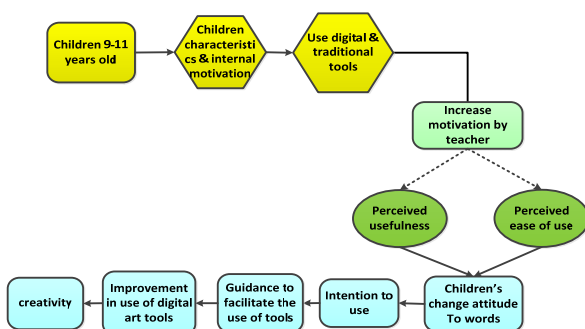 Children 9-11
years old
Children
characteristi
cs & internal
motivation
Use digital &
traditional
tools
Increase
motivation by
teacher
Perceived
usefulness
Perceived
ease of use
Children's
change attitude
To words
Intention to
use
Guidance to
facilitate the
use of tools
Improvement
in use of digital
art tools
creativity